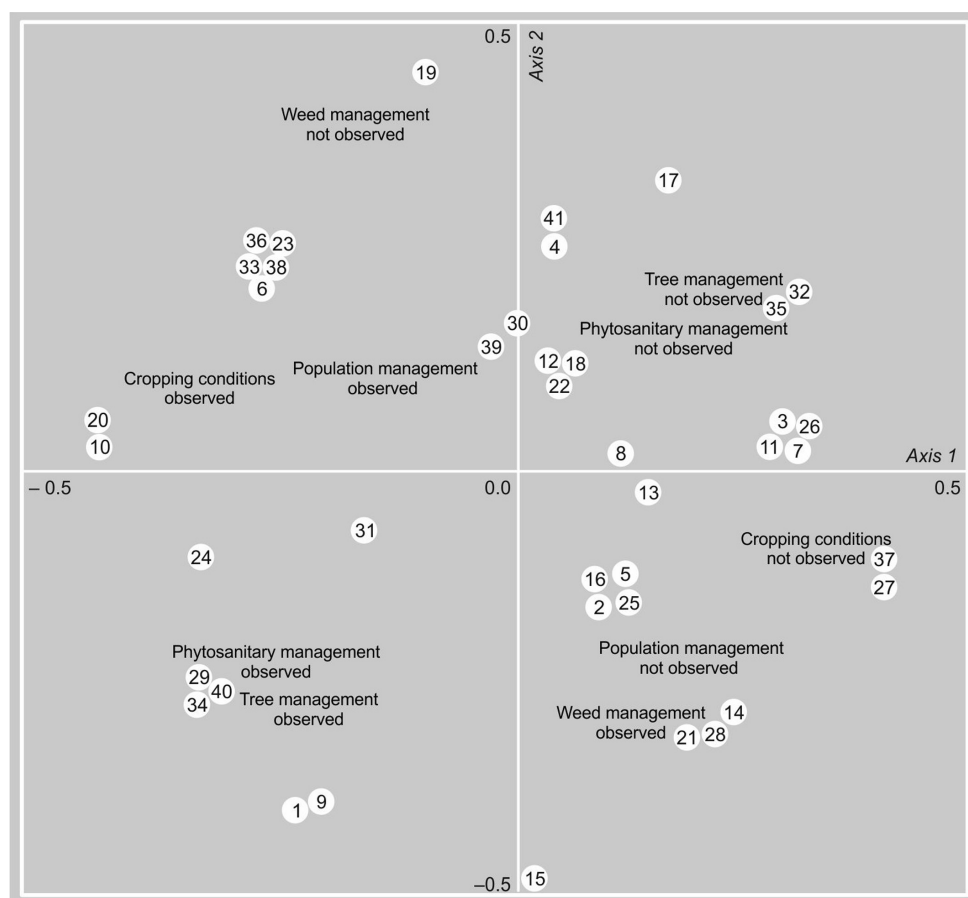 0.5
Axis 2
19
Weed management
not observed
17
41
4
36 23
33 38
6
Tree management
not observed
32
35
30
Phytosanitary management
not observed
39
12 18
22
Population management
observed
Cropping conditions
observed
20
10
3 26
11 7
8
Axis 1
– 0.5
0.0
0.5
13
31
24
Cropping conditions
not observed
37
27
16 5
2 25
Population management
not observed
Phytosanitary management
observed
29
40
34
Tree management
observed
Weed management
observed
14
21 28
1 9
–0.5
15